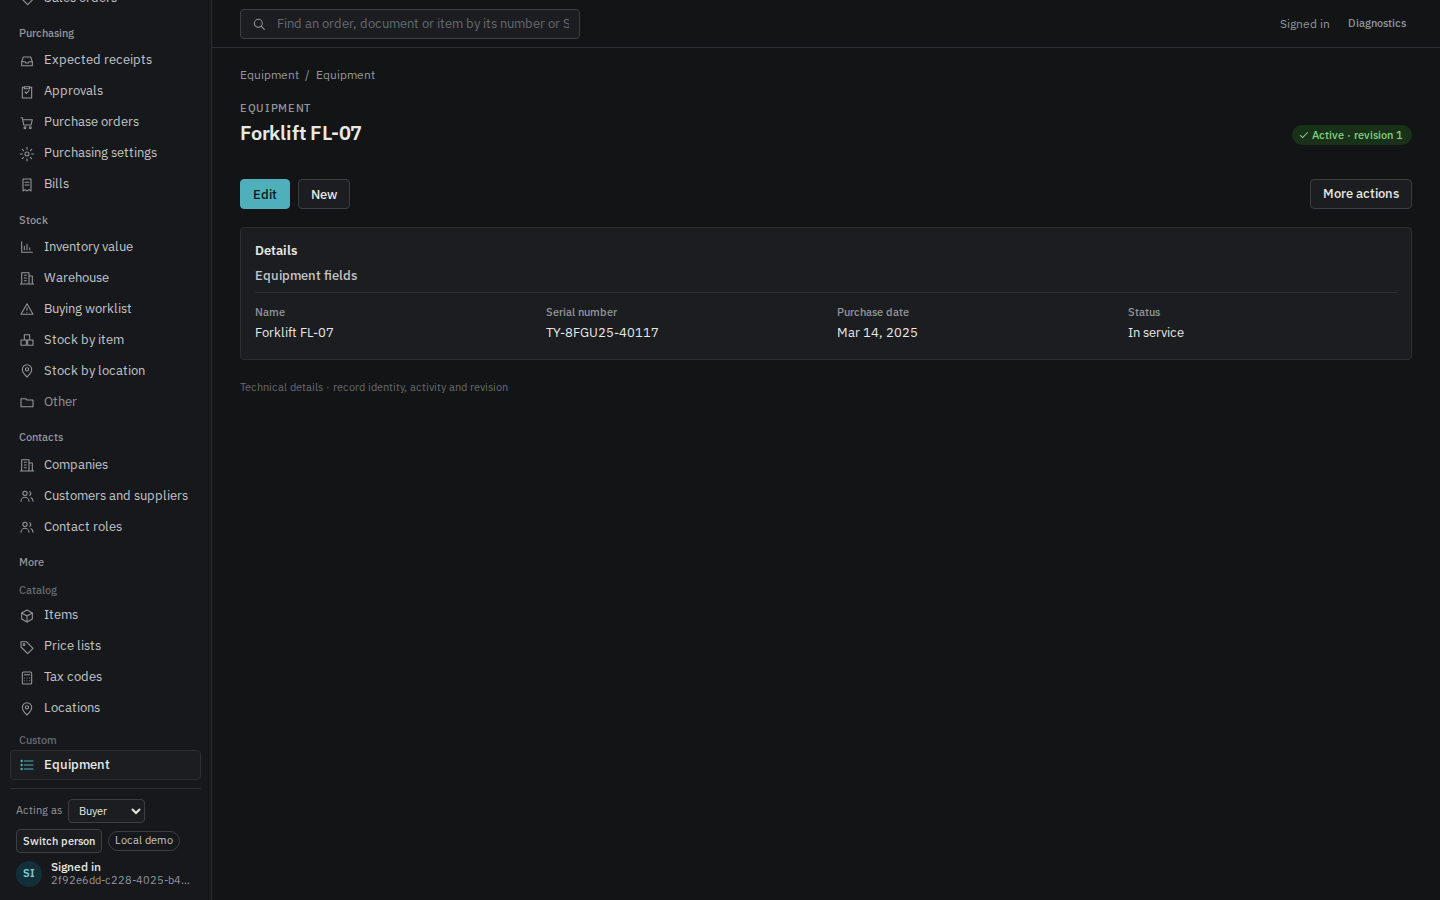 Sales orders
Purchasing
Expected receipts
Approvals
Purchase orders
Purchasing settings
Bills
Stock
Inventory value
Warehouse
Buying worklist
Stock by item
Stock by location
Other
Contacts
Companies
Customers and suppliers
Contact roles
More
Catalog
Items
Price lists
Tax codes
Locations
Custom
Equipment
Acting as Buyer
Switch person Local demo
SI Signed in
2f92e6dd-c228-4025-b4...
Find an order, document or item by its number or S
Signed in Diagnostics
Equipment / Equipment
EQUIPMENT
Forklift FL-07
Active · revision 1
Edit New More actions
Details
Equipment fields
Name Serial number Purchase date Status
Forklift FL-07 TY-8FGU25-40117 Mar 14, 2025 In service
Technical details · record identity, activity and revision